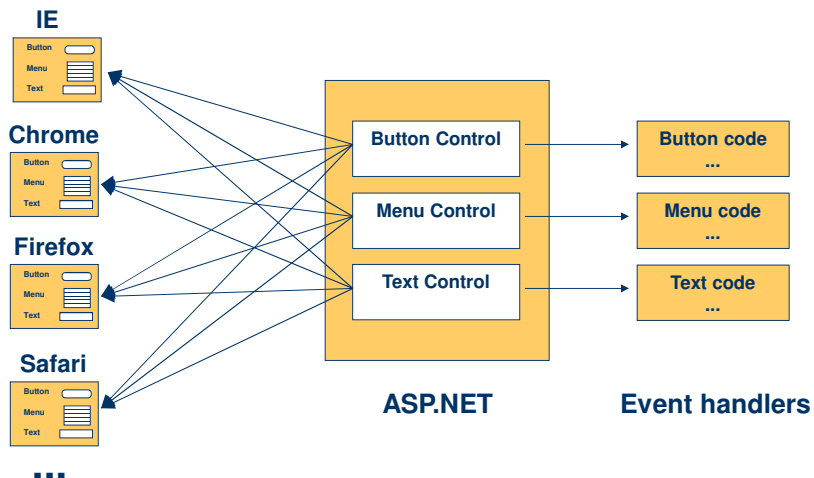 IE
Button
Menu
Text
Chrome
Button
Menu
Text
Firefox
Button
Menu
Text
Safari
Button
Menu
Text
...
Button Control
Menu Control
Text Control
ASP.NET
Button code
...
Menu code
...
Text code
...
Event handlers